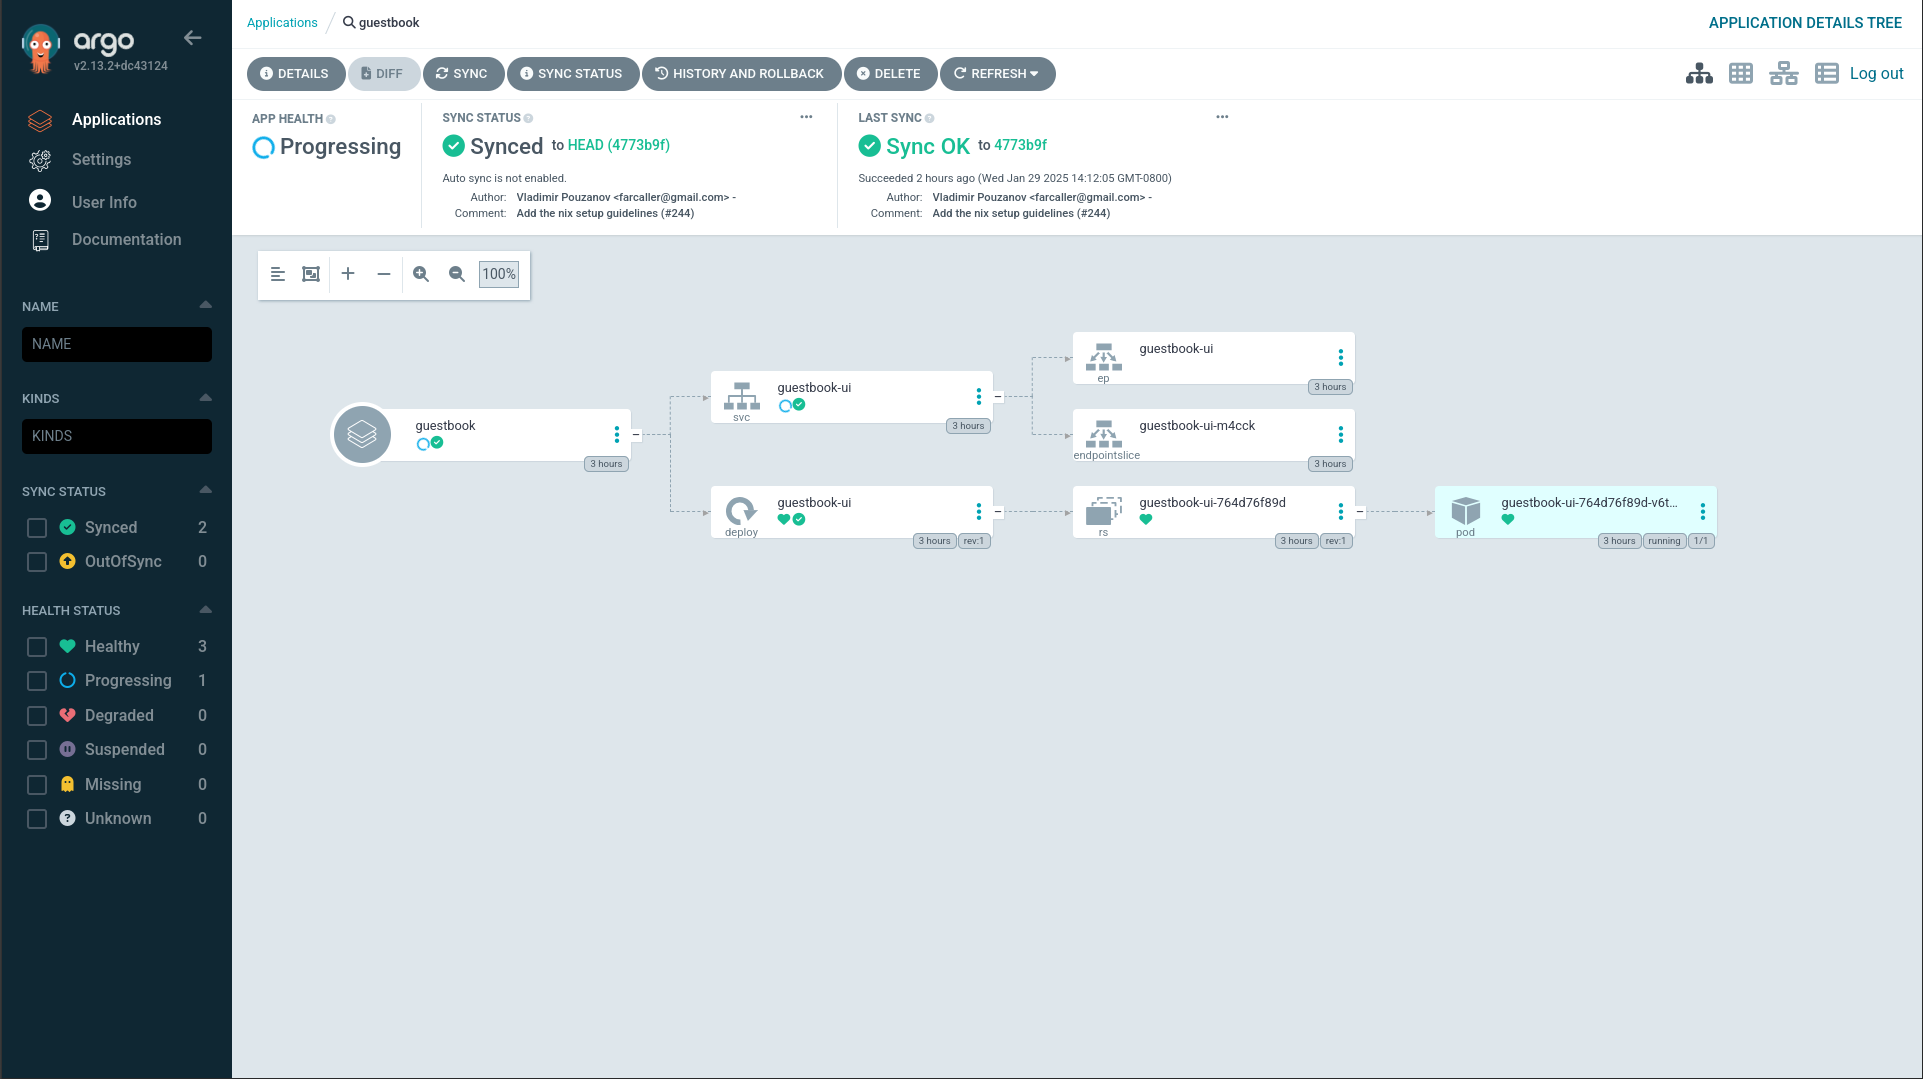 argo
v2.13.2+dc43124
Applications
Settings
User Info
Documentation
NAME
NAME
KINDS
KINDS
SYNC STATUS
Synced 2
OutOfSync 0
HEALTH STATUS
Healthy 3
Progressing 1
Degraded 0
Suspended 0
Missing 0
Unknown 0
Applications / guestbook
APPLICATION DETAILS TREE
DETAILS DIFF SYNC SYNC STATUS HISTORY AND ROLLBACK DELETE REFRESH
Log out
APP HEALTH
Progressing
SYNC STATUS
Synced to HEAD (4773b9f)
Auto sync is not enabled.
Author: Vladimir Pouzanov <farcaller@gmail.com> -
Comment: Add the nix setup guidelines (#244)
LAST SYNC
Sync OK to 4773b9f
Succeeded 2 hours ago (Wed Jan 29 2025 14:12:05 GMT-0800)
Author: Vladimir Pouzanov <farcaller@gmail.com> -
Comment: Add the nix setup guidelines (#244)
100%
guestbook
3 hours
guestbook-ui
svc
3 hours
guestbook-ui
deploy
3 hours rev:1
guestbook-ui
ep
3 hours
guestbook-ui-m4cck
endpointslice
3 hours
guestbook-ui-764d76f89d
rs
3 hours rev:1
guestbook-ui-764d76f89d-v6t...
pod
3 hours running 1/1